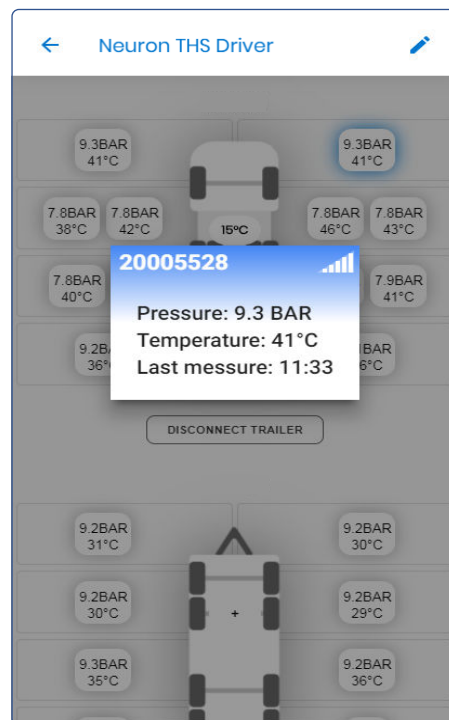 Neuron THS Driver
9.3BAR 9.3BAR
41°C 41°C
7.8BAR 7.8BAR 7.8BAR 7.8BAR
38°C 42°C 15°C 46°C 43°C
20005528
7.8BAR 7.9BAR
40°C 41°C
Pressure: 9.3 BAR
Temperature: 41°C
Last messure: 11:33
DISCONNECT TRAILER
9.2BAR 9.2BAR
31°C 30°C
9.2BAR 9.2BAR
30°C 29°C
9.3BAR 9.2BAR
35°C 36°C